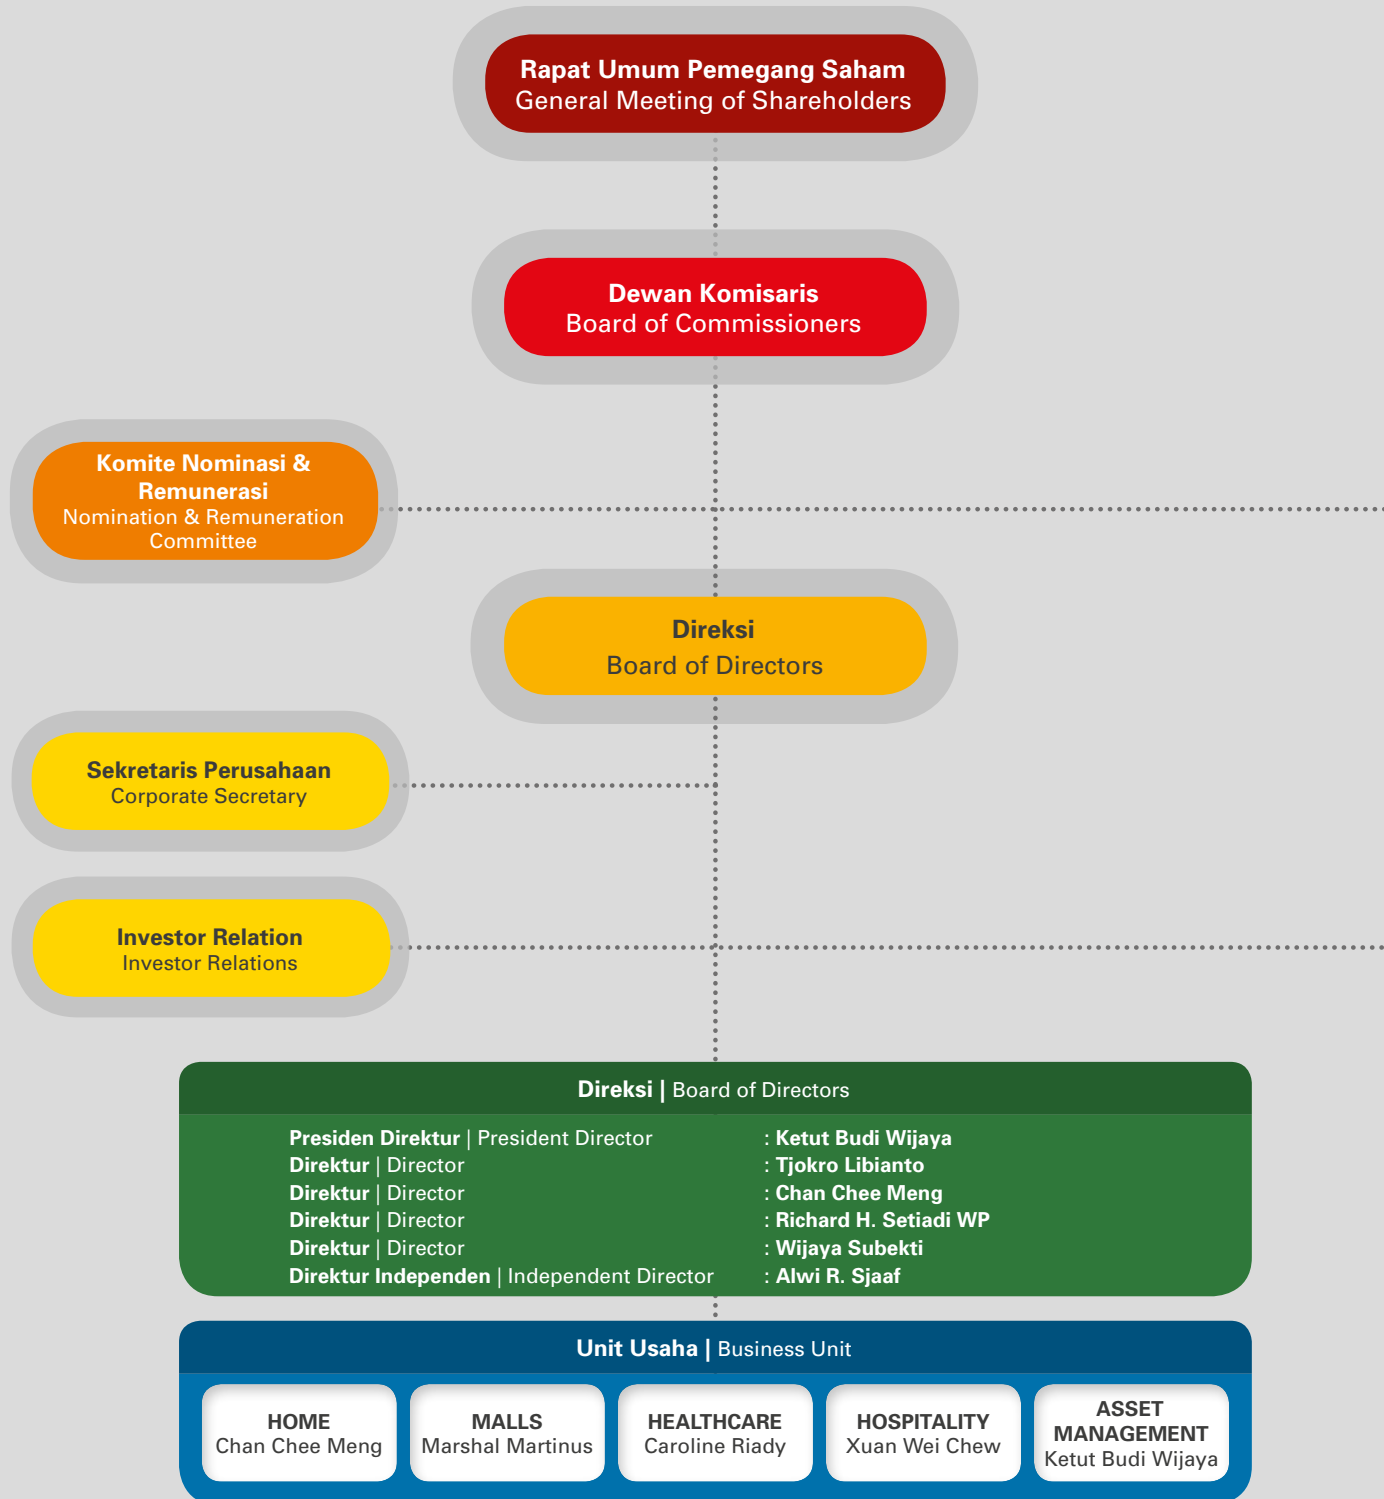 Rapat Umum Pemegang Saham
General Meeting of Shareholders
Dewan Komisaris
Board of Commissioners
Komite Nominasi &
Remunerasi
Nomination & Remuneration
Committee
Direksi
Board of Directors
Sekretaris Perusahaan
Corporate Secretary
Investor Relation
Investor Relations
Direksi | Board of Directors
Presiden Direktur | President Director : Ketut Budi Wijaya
Direktur | Director : Tjokro Libianto
Direktur | Director : Chan Chee Meng
Direktur | Director : Richard H. Setiadi WP
Direktur | Director : Wijaya Subekti
Direktur Independen | Independent Director : Alwi R. Sjaaf
Unit Usaha | Business Unit
HOME
Chan Chee Meng
MALLS
Marshal Martinus
HEALTHCARE
Caroline Riady
HOSPITALITY
Xuan Wei Chew
ASSET
MANAGEMENT
Ketut Budi Wijaya